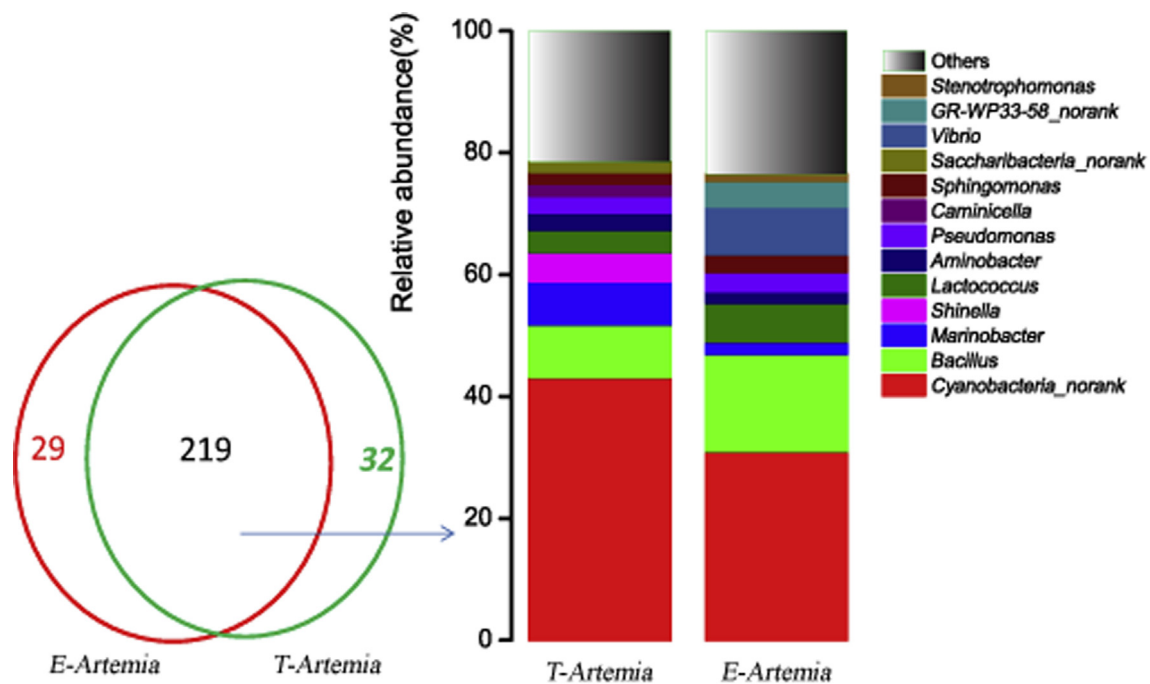 29
219
32
E-Artemia
T-Artemia
Relative abundance(%)
100
80
60
40
20
0
T-Artemia
E-Artemia
Others
Stenotrophomonas
GR-WP33-58_norank
Vibrio
Saccharibacteria_norank
Sphingomonas
Caminicella
Pseudomonas
Aminobacter
Lactococcus
Shinella
Marinobacter
Bacillus
Cyanobacteria_norank